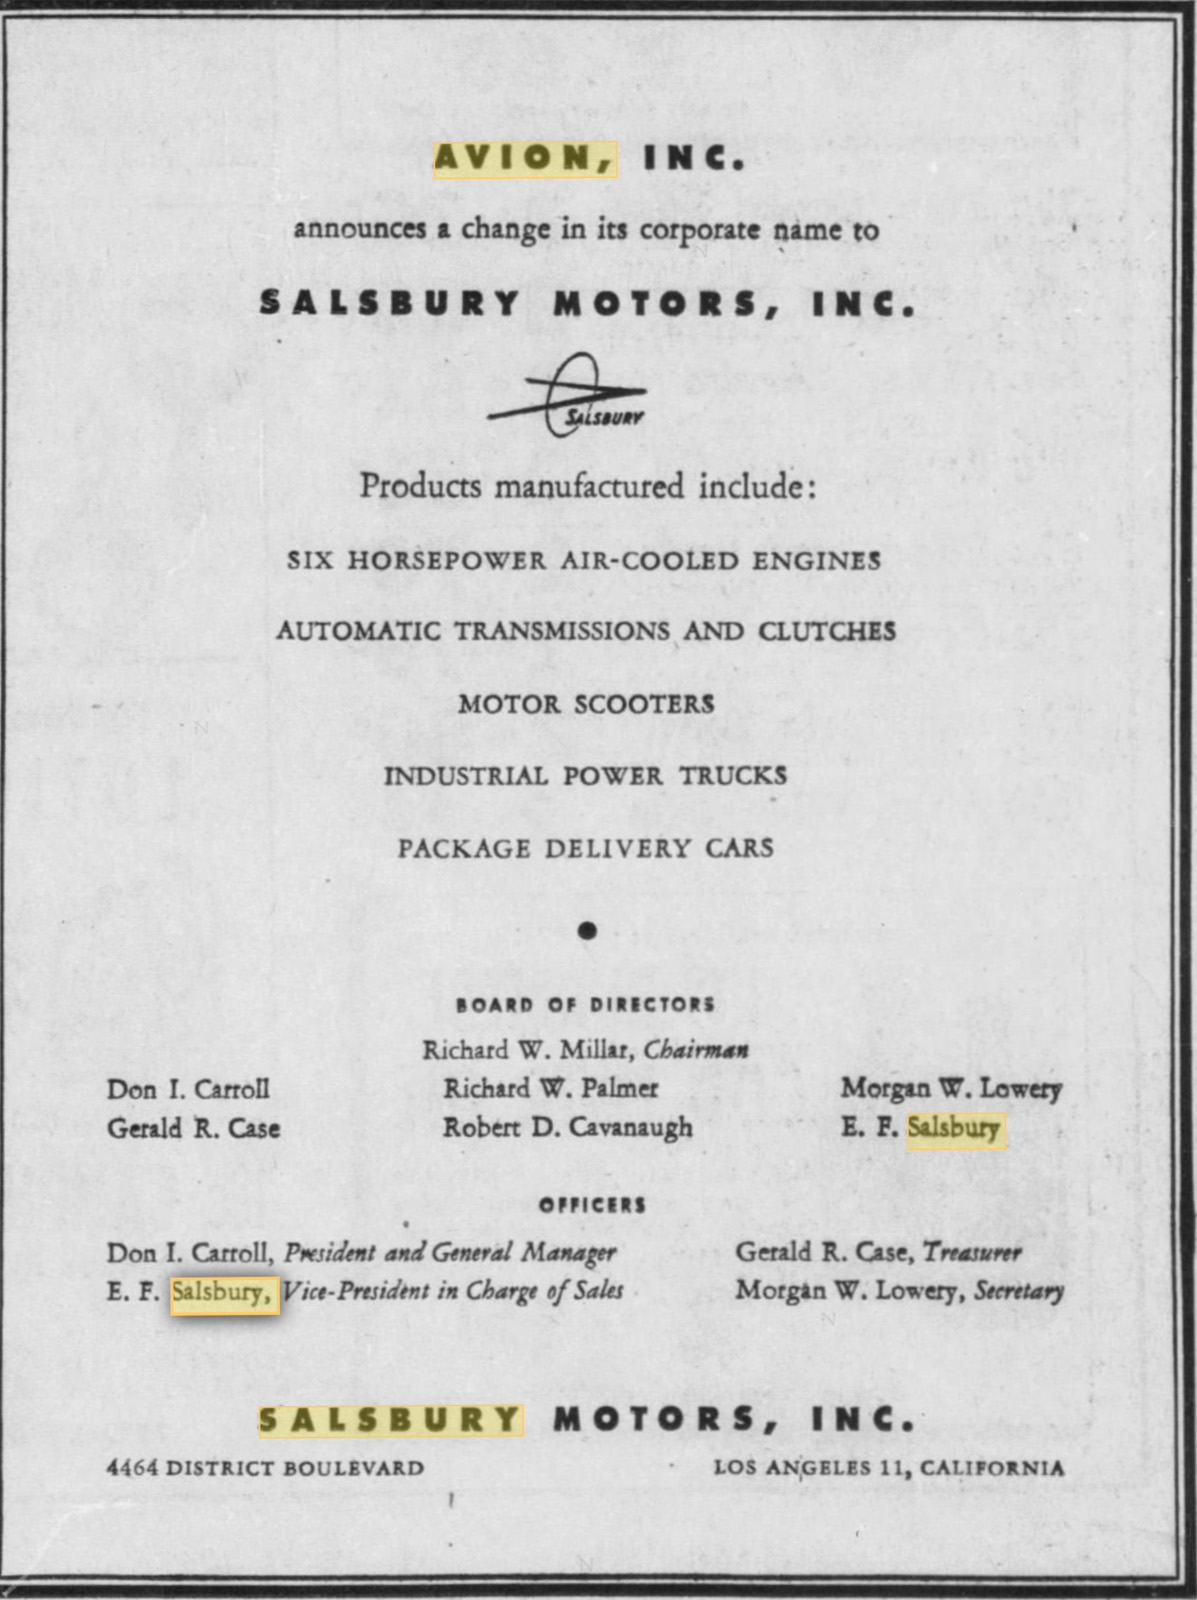 AVION, INC.
announces a change in its corporate name to
SALSBURY MOTORS, INC.
SALSBURY
Products manufactured include:
SIX HORSEPOWER AIR-COOLED ENGINES
AUTOMATIC TRANSMISSIONS AND CLUTCHES
MOTOR SCOOTERS
INDUSTRIAL POWER TRUCKS
PACKAGE DELIVERY CARS
BOARD OF DIRECTORS
Richard W. Millar, Chairman
Don I. Carroll Richard W. Palmer Morgan W. Lowery
Gerald R. Case Robert D. Cavanaugh E. F. Salsbury
OFFICERS
Don I. Carroll, President and General Manager Gerald R. Case, Treasurer
E. F. Salsbury, Vice-President in Charge of Sales Morgan W. Lowery, Secretary
SALSBURY MOTORS, INC.
4464 DISTRICT BOULEVARD LOS ANGELES 11, CALIFORNIA